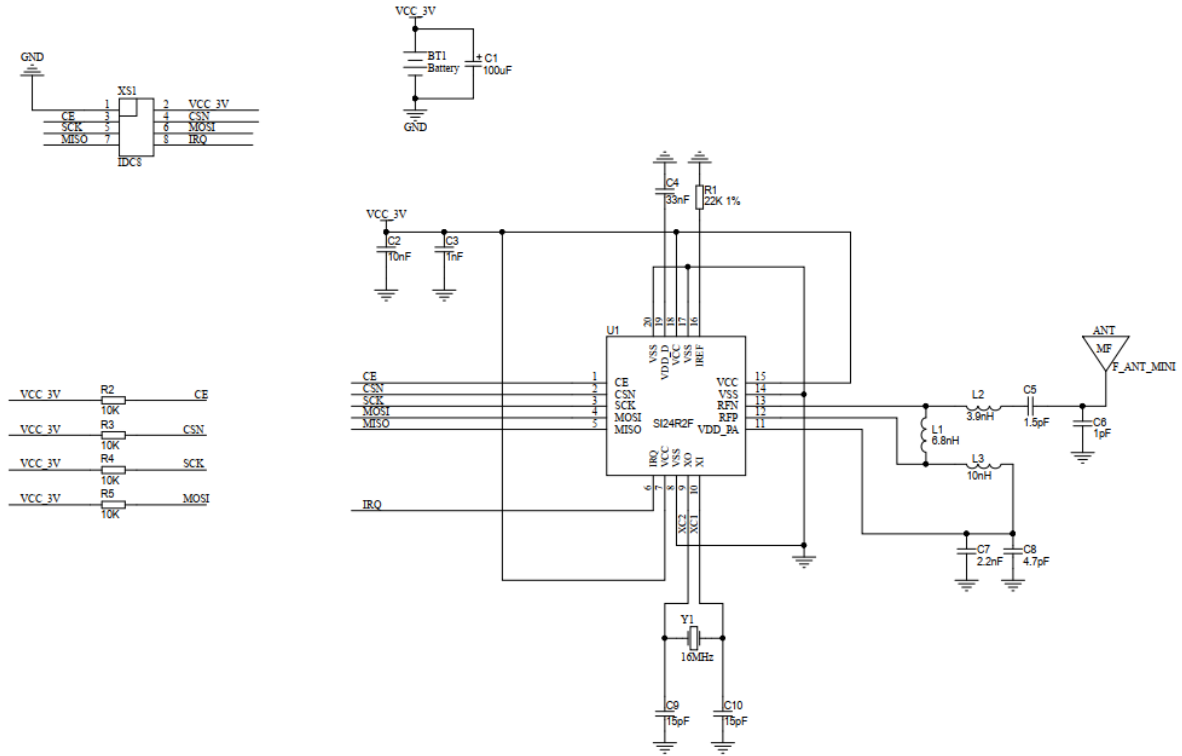 VCC_3V
BT1
Battery
C1
+
100uF
GND
GND
XS1
1
2
VCC_3V
CE
3
4
CSN
SCK
5
6
MOSI
MISO
7
8
IRQ
IDC8
C4
33nF
R1
22K 1%
VCC_3V
C2
10nF
C3
1nF
U1
20
19
18
17
16
VSS
VDD_D
VCC
VSS
IREF
CE
1
CE
CSN
2
CSN
SCK
3
SCK
MOSI
4
MOSI
MISO
5
MISO
SI24R2F
VCC
15
VSS
14
RFN
13
RFP
12
VDD_PA
11
IRQ
VCC
VSS
XO
XI
6
7
8
9
10
IRQ
XC2
XC1
ANT
MF
F_ANT_MINI
L2
3.9nH
C5
1.5pF
C6
1pF
L1
6.8nH
L3
10nH
C7
2.2nF
C8
4.7pF
VCC_3V
R2
10K
CE
VCC_3V
R3
10K
CSN
VCC_3V
R4
10K
SCK
VCC_3V
R5
10K
MOSI
Y1
16MHz
C9
15pF
C10
15pF